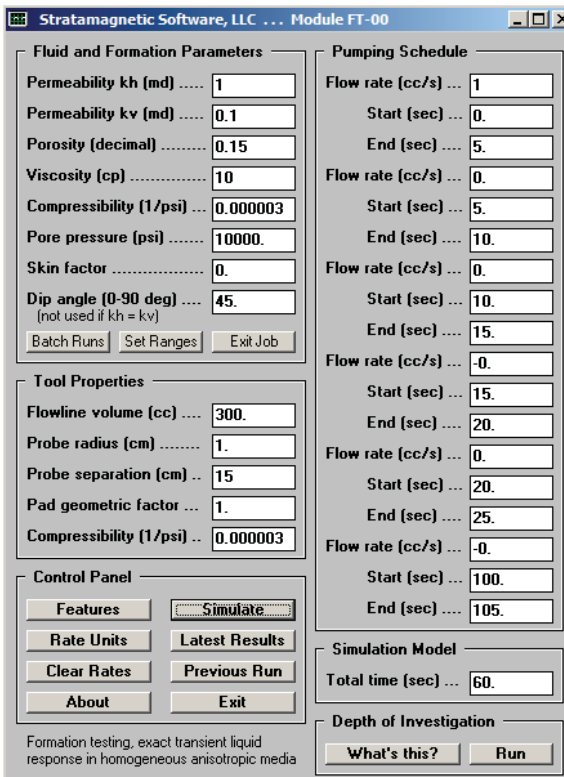 Stratamagnetic Software, LLC ... Module FT-00
Fluid and Formation Parameters
Permeability kh (md) ..... 1
Permeability kv (md) ..... 0.1
Porosity (decimal) ......... 0.15
Viscosity (cp) ............... 10
Compressibility (1/psi) ... 0.000003
Pore pressure (psi) ....... 10000.
Skin factor .................. 0.
Dip angle (0-90 deg) .... 45.
(not used if kh = kv)
Batch Runs Set Ranges Exit Job
Tool Properties
Flowline volume (cc) .... 300.
Probe radius (cm) ........ 1.
Probe separation (cm) .. 15
Pad geometric factor ... 1.
Compressibility (1/psi) .. 0.000003
Control Panel
Features Simulate
Rate Units Latest Results
Clear Rates Previous Run
About Exit
Formation testing, exact transient liquid
response in homogeneous anisotropic media
Pumping Schedule
Flow rate (cc/s) ... 1
Start (sec) ... 0.
End (sec) ... 5.
Flow rate (cc/s) ... 0.
Start (sec) ... 5.
End (sec) ... 10.
Flow rate (cc/s) ... 0.
Start (sec) ... 10.
End (sec) ... 15.
Flow rate (cc/s) ... -0.
Start (sec) ... 15.
End (sec) ... 20.
Flow rate (cc/s) ... 0.
Start (sec) ... 20.
End (sec) .... 25.
Flow rate (cc/s) ... -0.
Start (sec) ... 100.
End (sec) .... 105.
Simulation Model
Total time (sec) ... 60.
Depth of Investigation
What's this? Run